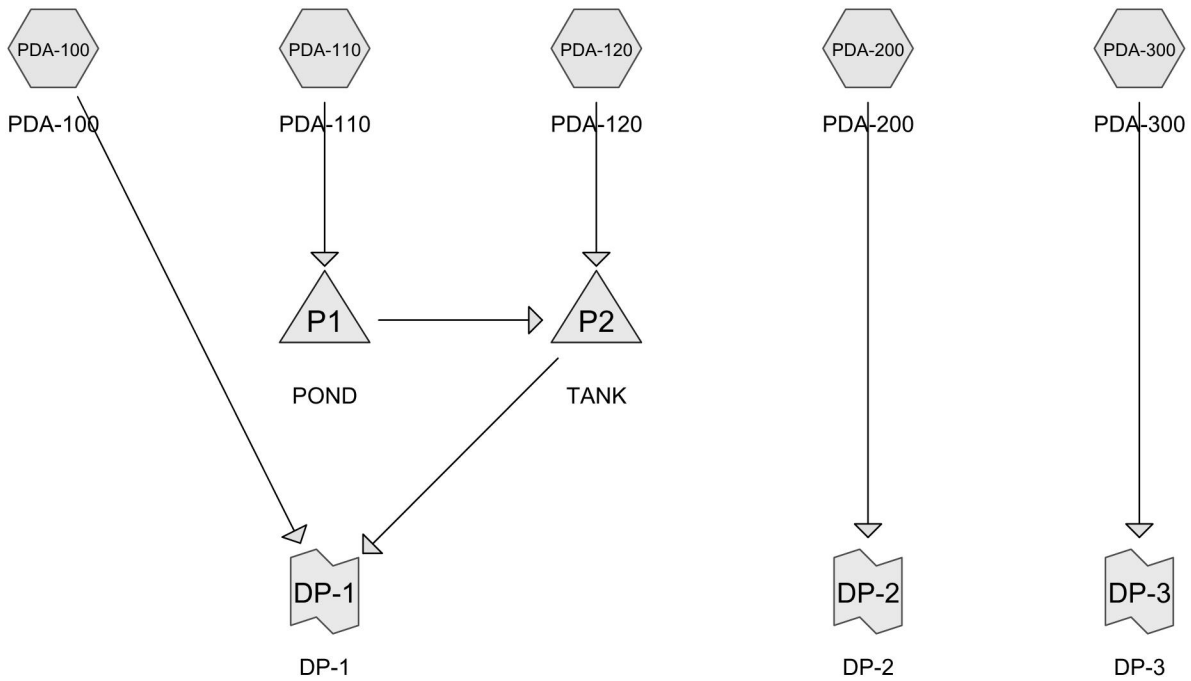 PDA-100
PDA-110
PDA-120
PDA-200
PDA-300
PDA-100
PDA-110
PDA-120
PDA-200
PDA-300
P1
P2
POND
TANK
DP-1
DP-2
DP-3
DP-1
DP-2
DP-3